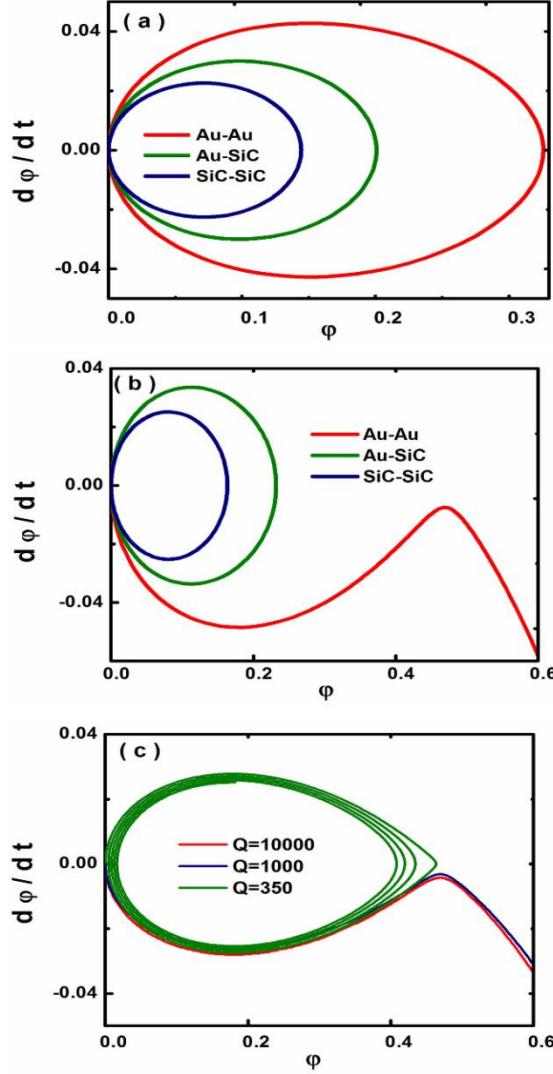 ( a )
0.04
0.00
-0.04
dφ/dt
Au-Au
Au-SiC
SiC-SiC
0.0 0.1 0.2 0.3
φ
( b )
0.04
0.00
-0.04
dφ/dt
Au-Au
Au-SiC
SiC-SiC
0.0 0.2 0.4 0.6
φ
( c )
0.04
0.00
-0.04
dφ/dt
Q=10000
Q=1000
Q=350
0.0 0.2 0.4 0.6
φ